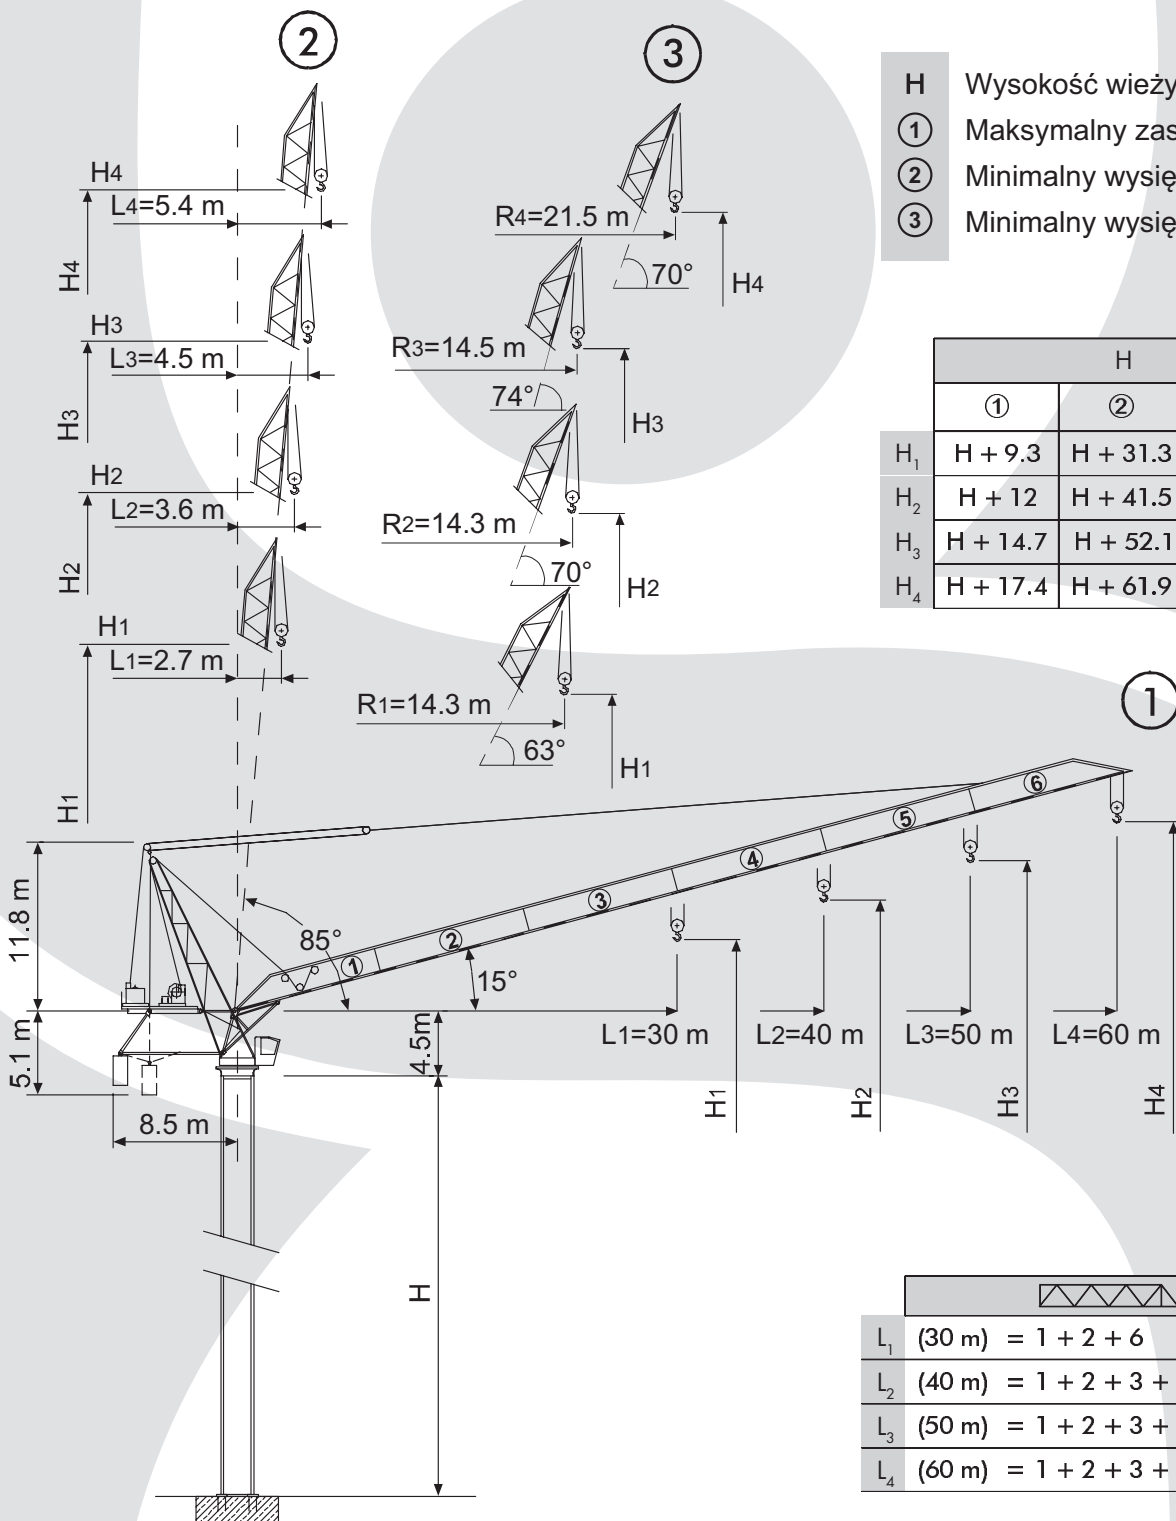 2
3
H Wysokość wieży
1 Maksymalny zas
2 Minimalny wysię
3 Minimalny wysię
H4
L4=5.4 m
H4
H3
L3=4.5 m
H3
H2
L2=3.6 m
H2
H1
L1=2.7 m
H1
R4=21.5 m
70°
H4
R3=14.5 m
74°
H3
R2=14.3 m
70°
H2
R1=14.3 m
63°
H1
H
1 2
H1 H + 9.3 H + 31.3
H2 H + 12 H + 41.5
H3 H + 14.7 H + 52.1
H4 H + 17.4 H + 61.9
1
1 2 3 4 5 6
11.8 m
5.1 m
8.5 m
85°
15°
4.5m
L1=30 m
L2=40 m
L3=50 m
L4=60 m
H1
H2
H3
H4
H
L1 (30 m) = 1 + 2 + 6
L2 (40 m) = 1 + 2 + 3 +
L3 (50 m) = 1 + 2 + 3 +
L4 (60 m) = 1 + 2 + 3 +